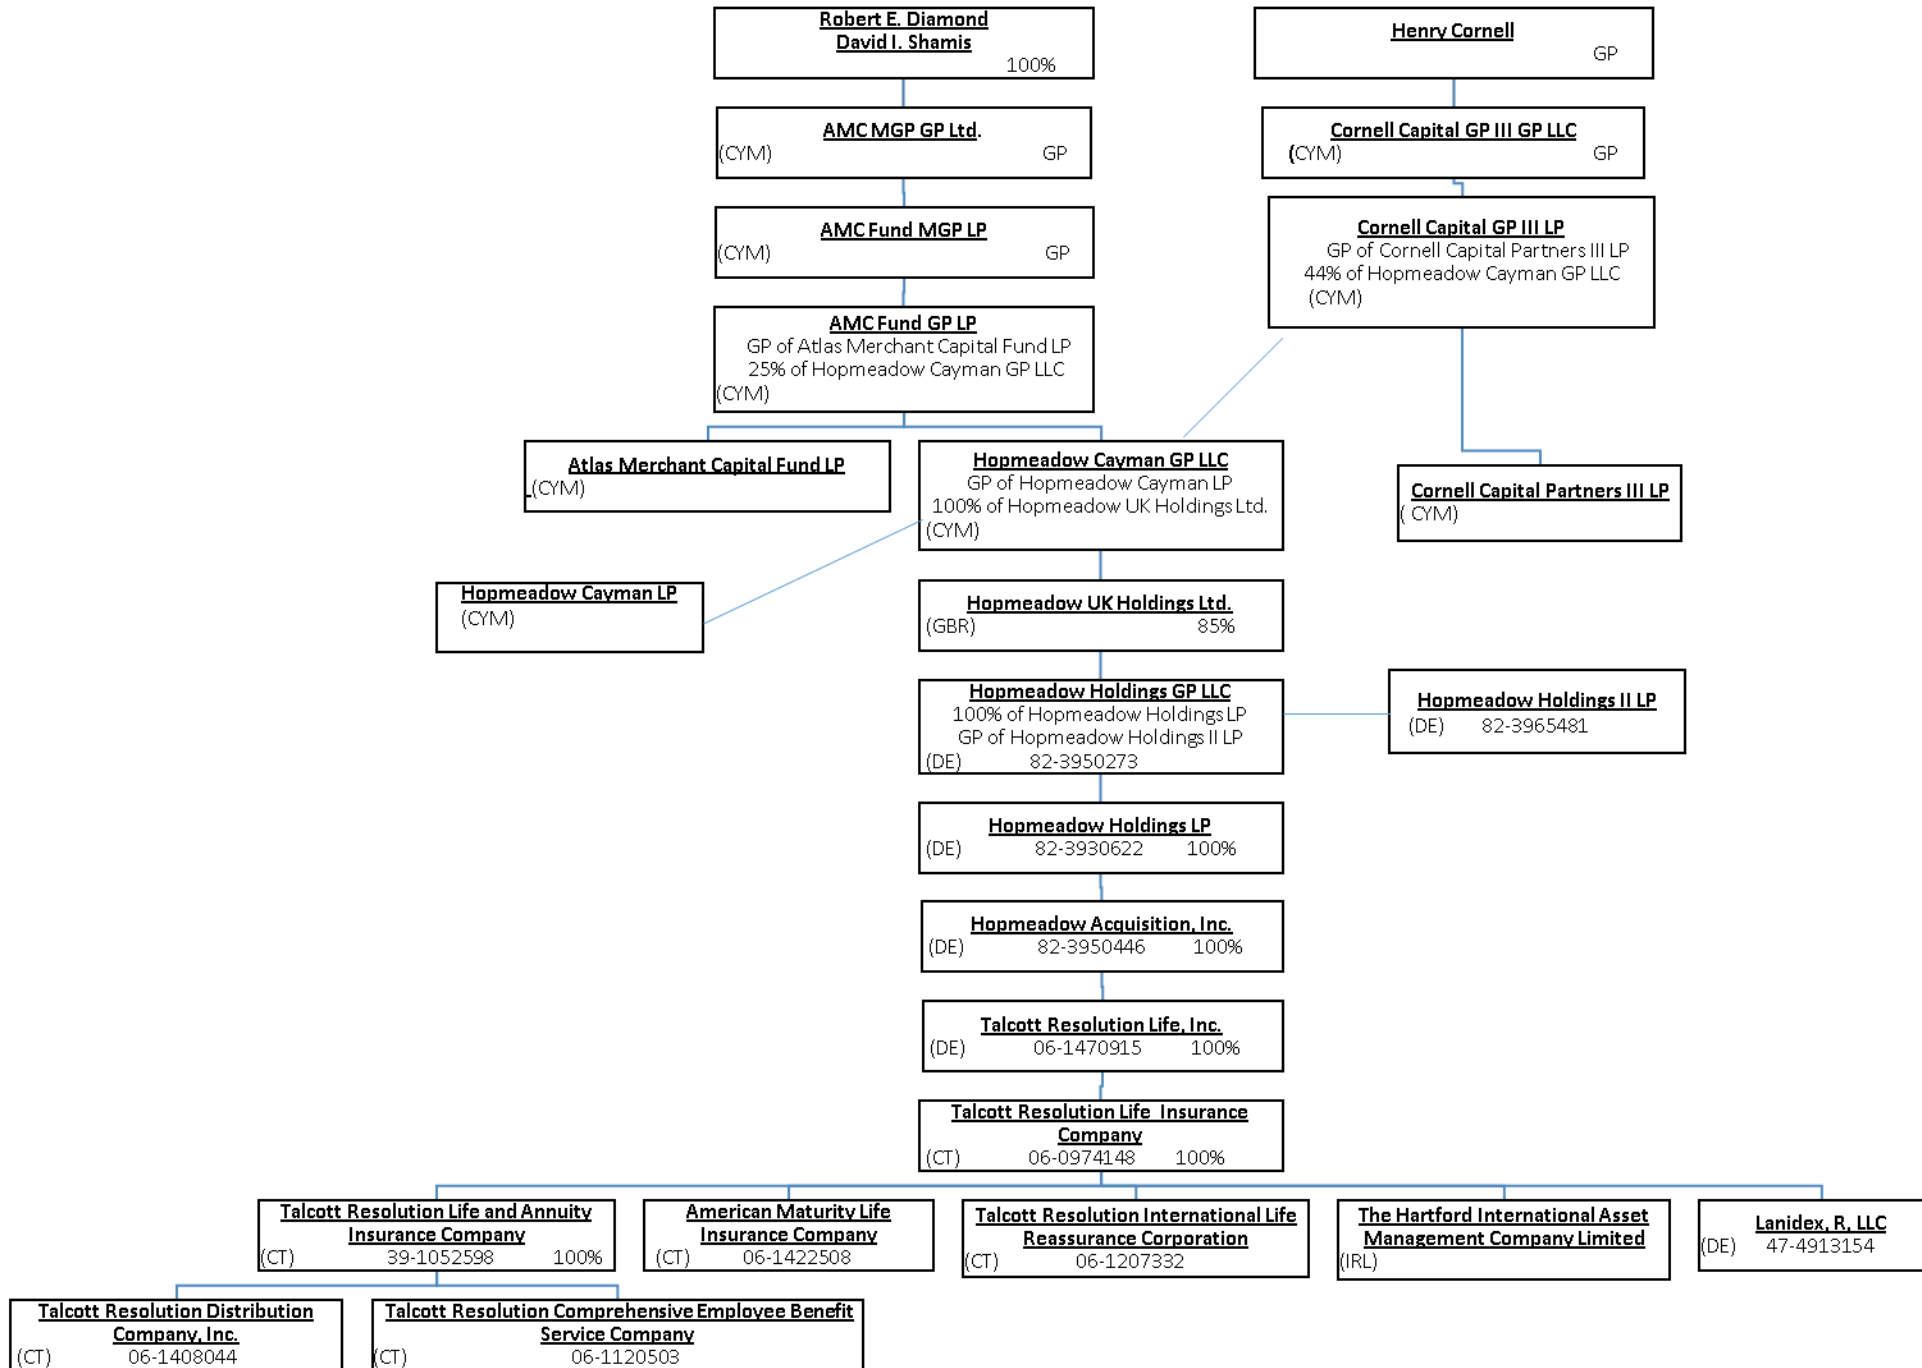 Robert E. Diamond
David I. Shamis
100%
Henry Cornell
GP
AMC MGP GP Ltd.
(CYM) GP
Cornell Capital GP III GP LLC
(CYM) GP
AMC Fund MGP LP
(CYM) GP
Cornell Capital GP III LP
GP of Cornell Capital Partners III LP
44% of Hopmeadow Cayman GP LLC
(CYM)
AMC Fund GP LP
GP of Atlas Merchant Capital Fund LP
25% of Hopmeadow Cayman GP LLC
(CYM)
Atlas Merchant Capital Fund LP
(CYM)
Hopmeadow Cayman GP LLC
GP of Hopmeadow Cayman LP
100% of Hopmeadow UK Holdings Ltd.
(CYM)
Cornell Capital Partners III LP
( CYM)
Hopmeadow Cayman LP
(CYM)
Hopmeadow UK Holdings Ltd.
(GBR) 85%
Hopmeadow Holdings GP LLC
100% of Hopmeadow Holdings LP
GP of Hopmeadow Holdings II LP
(DE) 82-3950273
Hopmeadow Holdings II LP
(DE) 82-3965481
Hopmeadow Holdings LP
(DE) 82-3930622 100%
Hopmeadow Acquisition, Inc.
(DE) 82-3950446 100%
Talcott Resolution Life, Inc.
(DE) 06-1470915 100%
Talcott Resolution Life Insurance
Company
(CT) 06-0974148 100%
Talcott Resolution Life and Annuity
Insurance Company
(CT) 39-1052598 100%
American Maturity Life
Insurance Company
(CT) 06-1422508
Talcott Resolution International Life
Reassurance Corporation
(CT) 06-1207332
The Hartford International Asset
Management Company Limited
(IRL)
Lanidex, R, LLC
(DE) 47-4913154
Talcott Resolution Distribution
Company, Inc.
(CT) 06-1408044
Talcott Resolution Comprehensive Employee Benefit
Service Company
(CT) 06-1120503